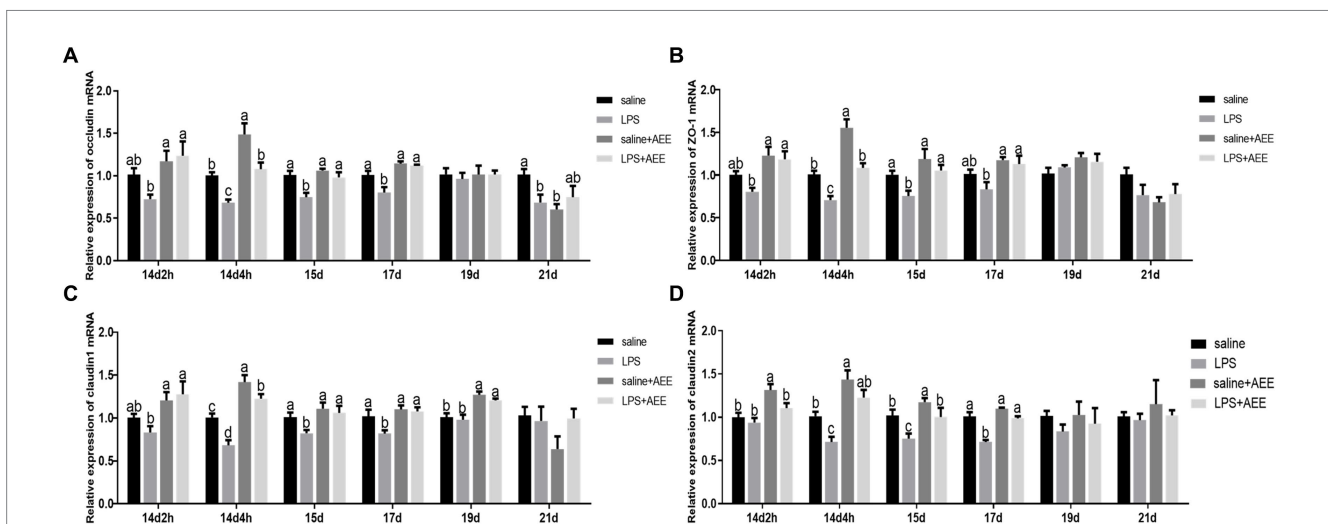 A
Relative expression of occludin mRNA
2.0
1.5
1.0
0.5
0.0
ab b a a
b c a b
a b a a
a b a a
a b b ab
14d2h 14d4h 15d 17d 19d 21d
saline
LPS
saline+AEE
LPS+AEE
B
Relative expression of ZO-1 mRNA
2.0
1.5
1.0
0.5
0.0
ab b a a
b c a b
a b a a
ab b a a
14d2h 14d4h 15d 17d 19d 21d
saline
LPS
saline+AEE
LPS+AEE
C
Relative expression of claudin1 mRNA
2.0
1.5
1.0
0.5
0.0
ab b a a
c d a b
a b a a
a b a a
b b a a
14d2h 14d4h 15d 17d 19d 21d
saline
LPS
saline+AEE
LPS+AEE
D
Relative expression of claudin2 mRNA
2.0
1.5
1.0
0.5
0.0
b b a b
b c a ab
b c a b
a b a a
14d2h 14d4h 15d 17d 19d 21d
saline
LPS
saline+AEE
LPS+AEE